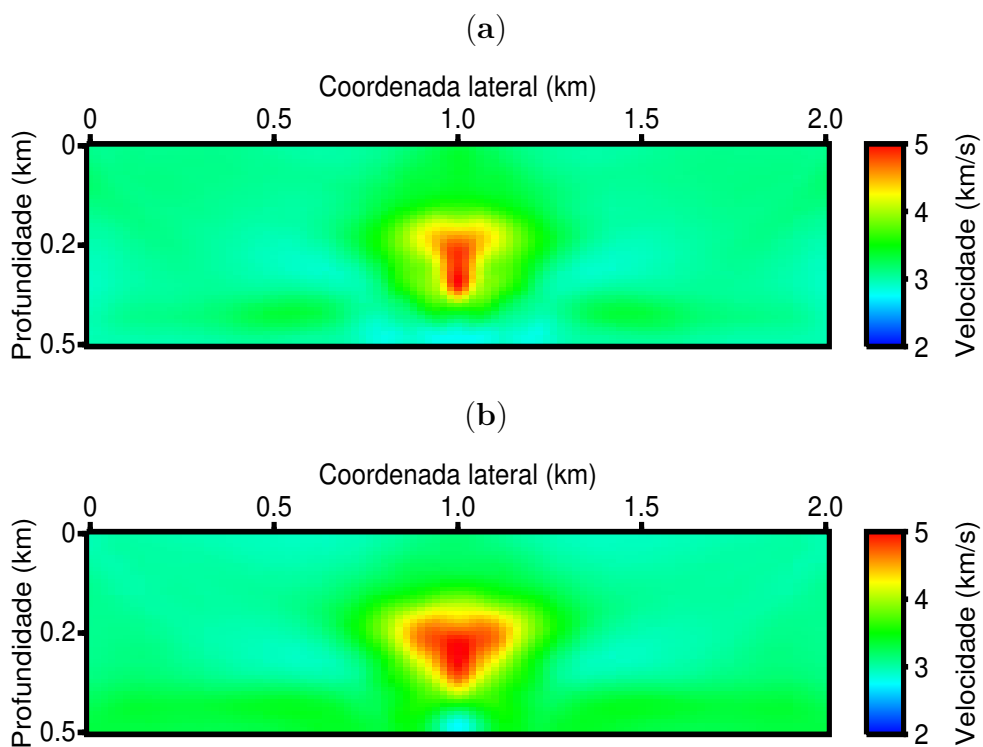 (a)
Coordenada lateral (km)
0 0.5 1.0 1.5 2.0
Profundidade (km)
0
0.2
0.5
5
4
3
2
Velocidade (km/s)
(b)
Coordenada lateral (km)
0 0.5 1.0 1.5 2.0
Profundidade (km)
0
0.2
0.5
5
4
3
2
Velocidade (km/s)